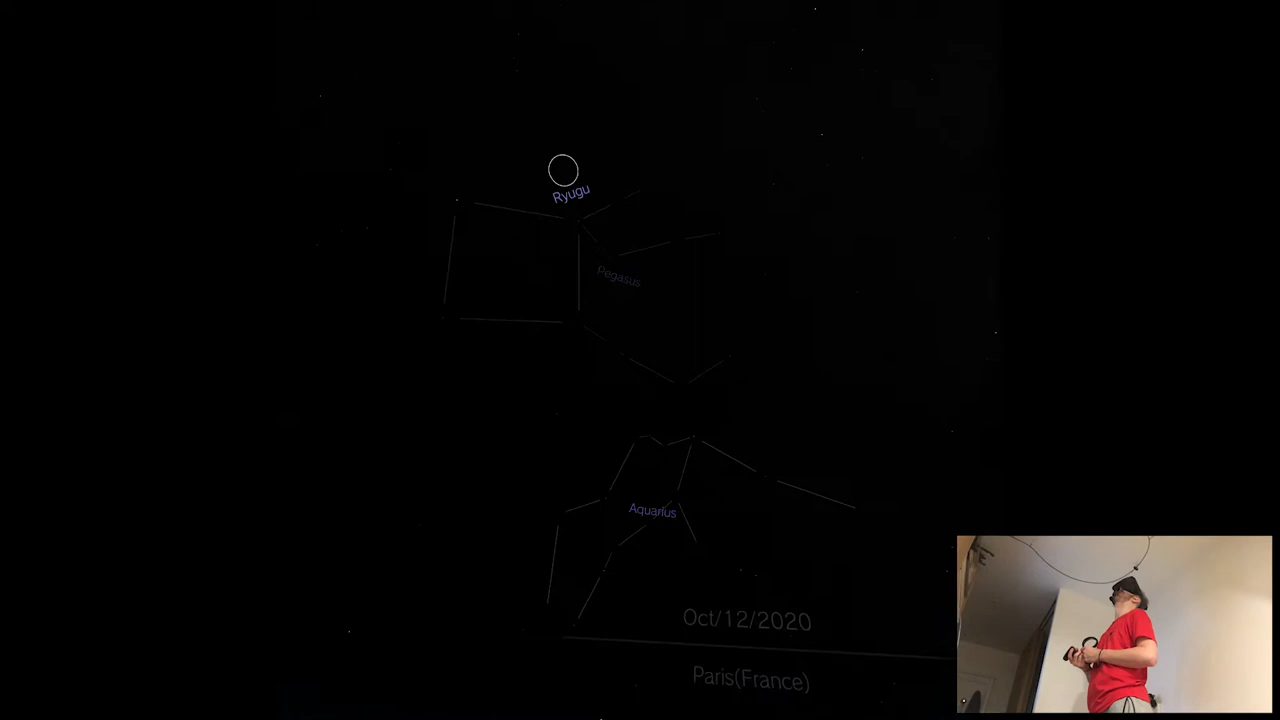 Ryugu
Pegasus
Aquarius
Oct/12/2020
Paris(France)